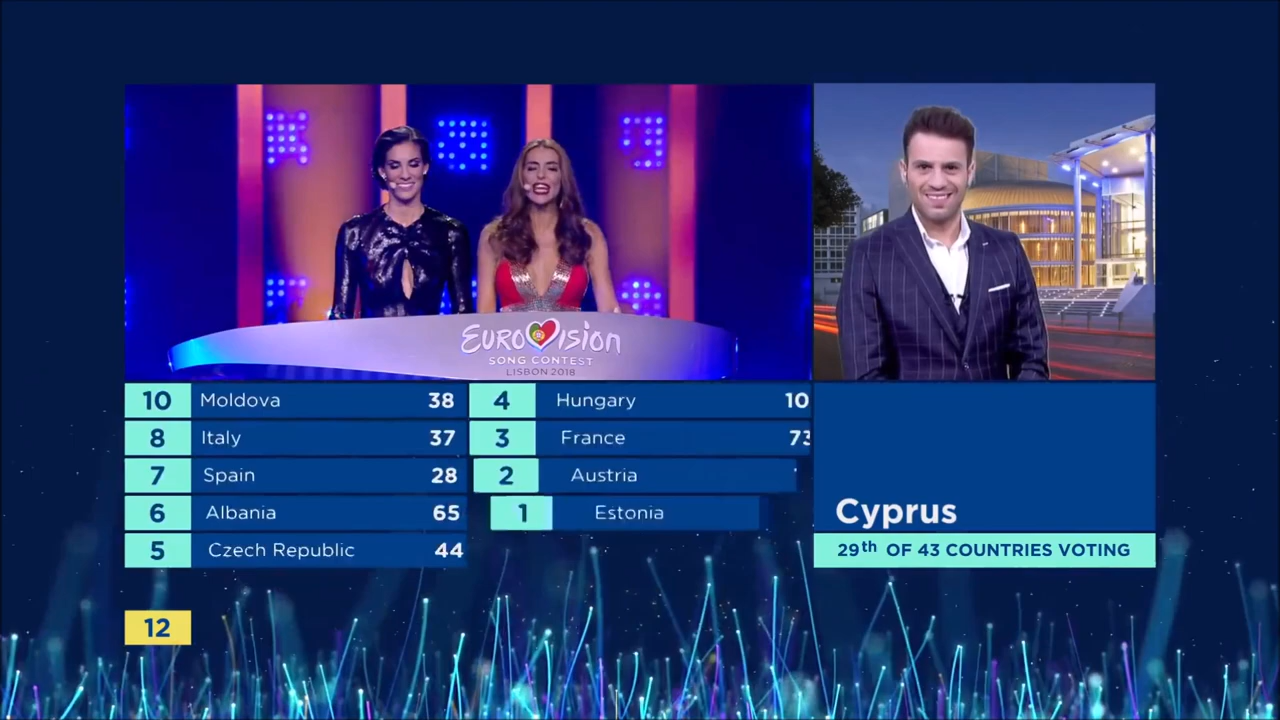 EUROVISION
SONG CONTEST
LISBON 2018
10 Moldova 38
8 Italy 37
7 Spain 28
6 Albania 65
5 Czech Republic 44
4 Hungary 10
3 France 73
2 Austria
1 Estonia
12
Cyprus
29th OF 43 COUNTRIES VOTING